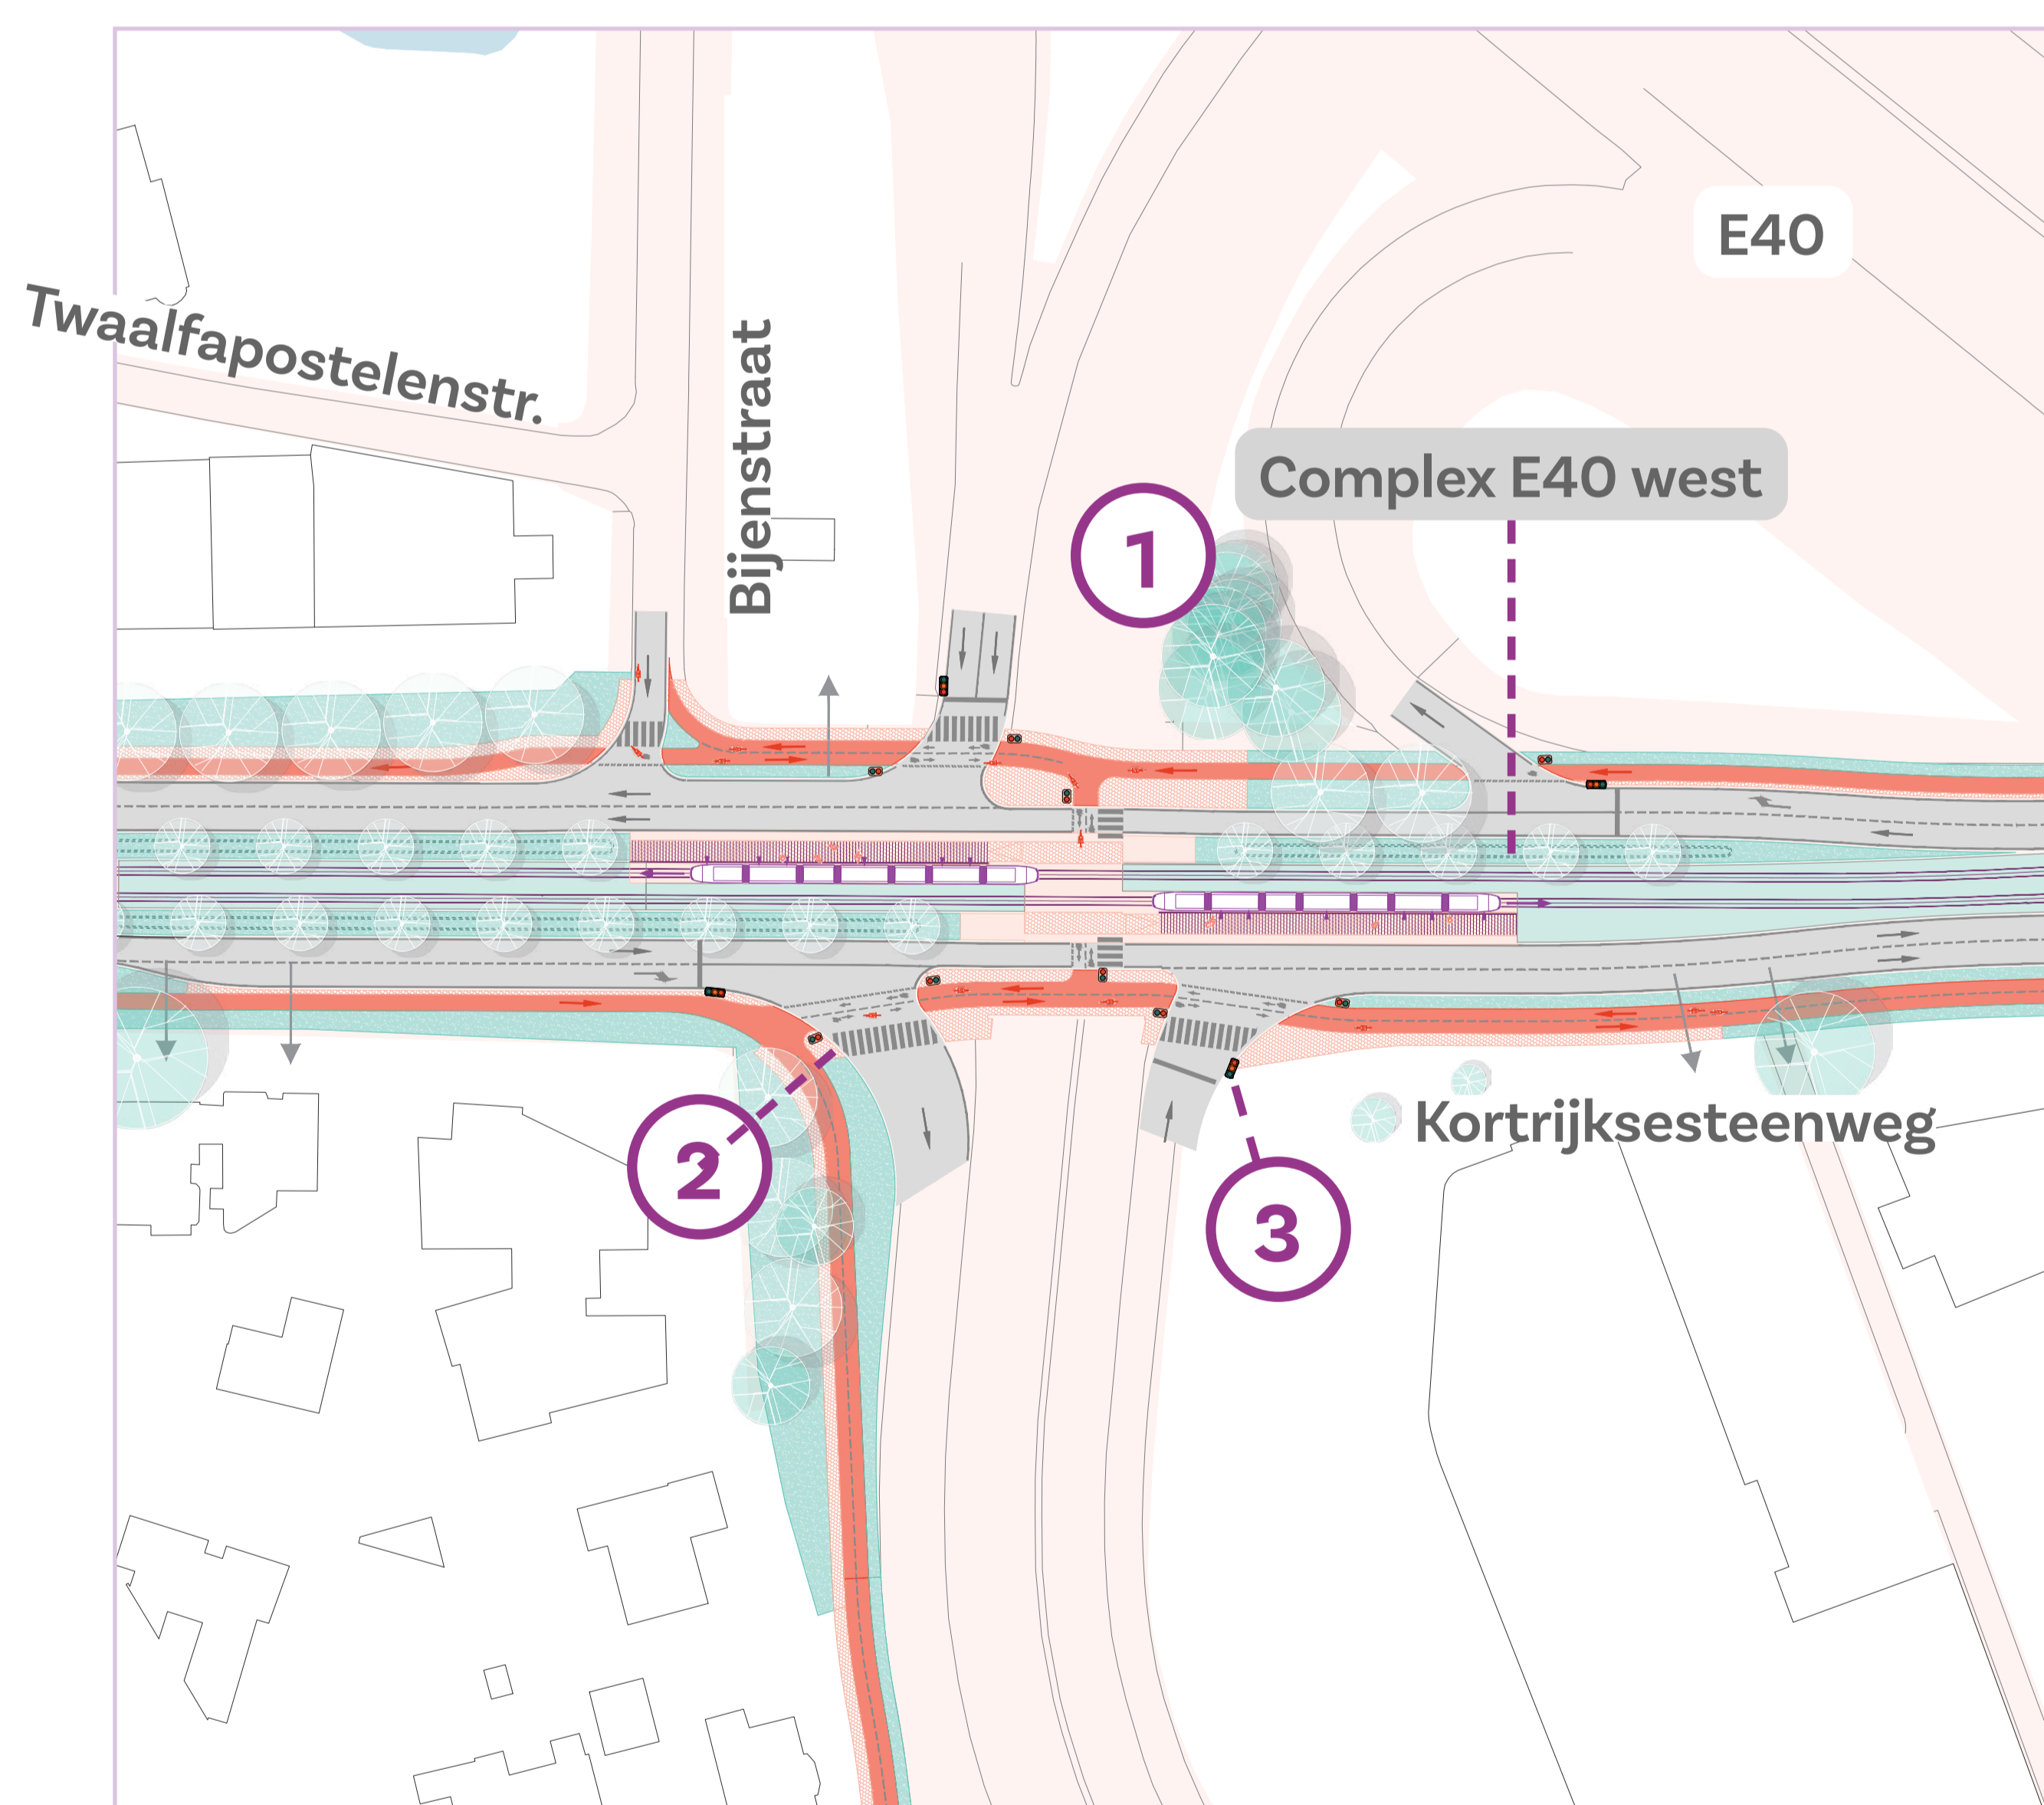 E40
Twaalfapostelenstr.
Bijenstraat
Complex E40 west
1
2
Kortrijksesteenweg
3